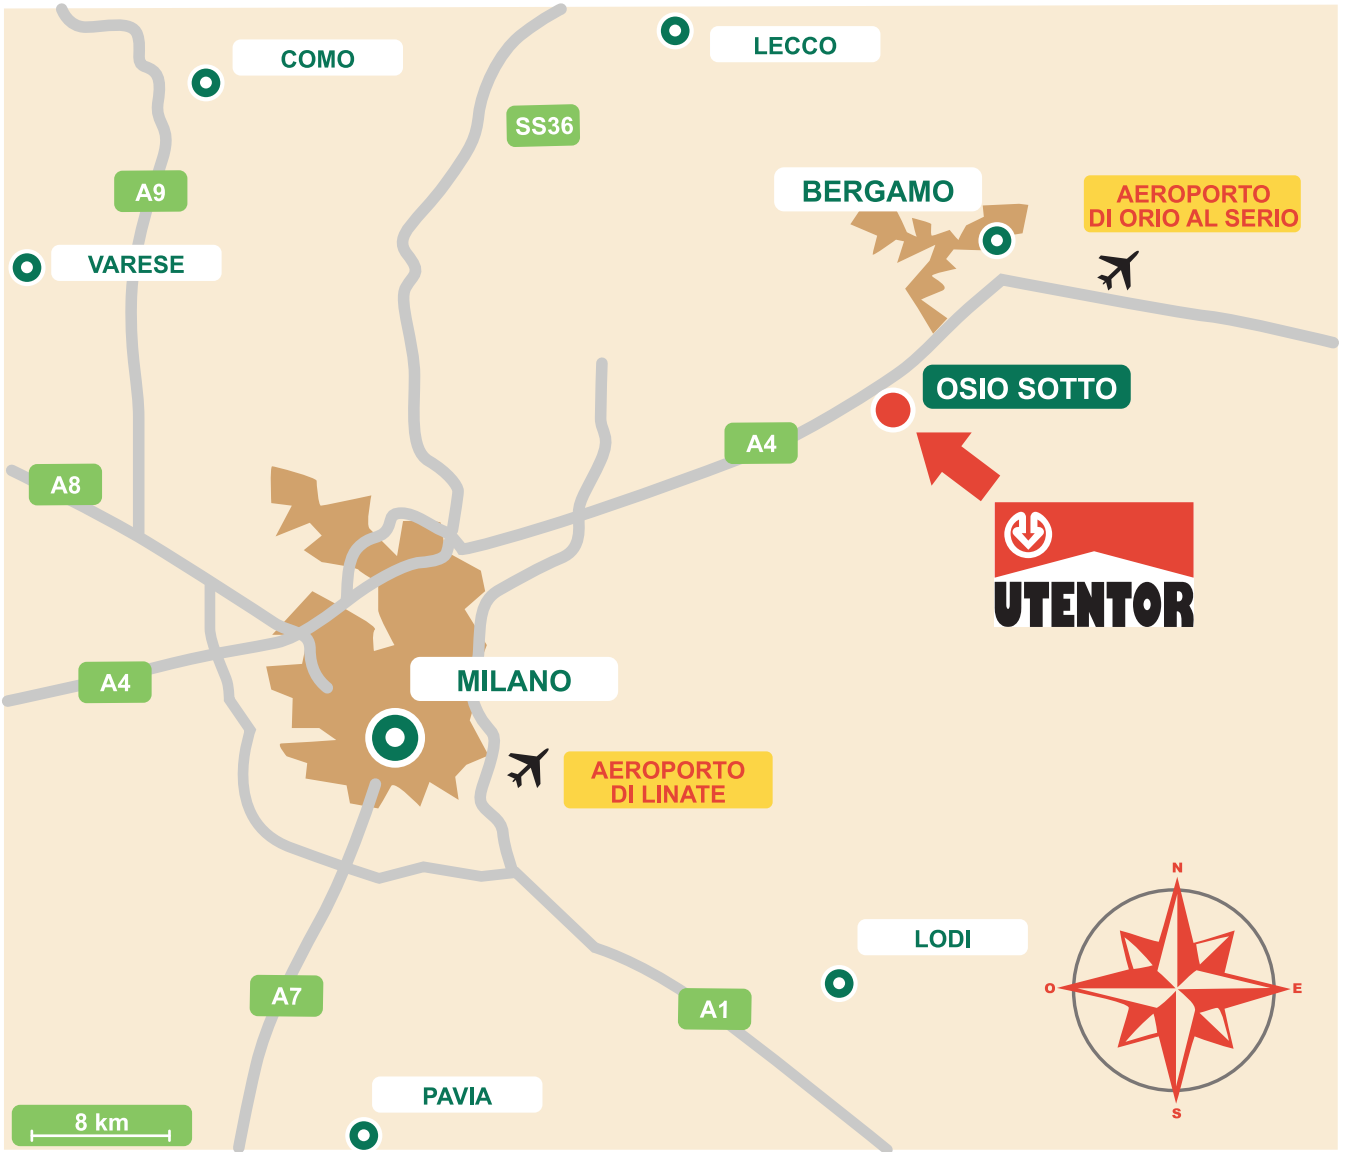 LECCO
COMO
SS36
BERGAMO
AEROPORTO
DI ORIO AL SERIO
A9
VARESE
OSIO SOTTO
A4
A8
UTENTOR
A4
MILANO
AEROPORTO
DI LINATE
N
LODI
O
E
A7
A1
PAVIA
S
8 km